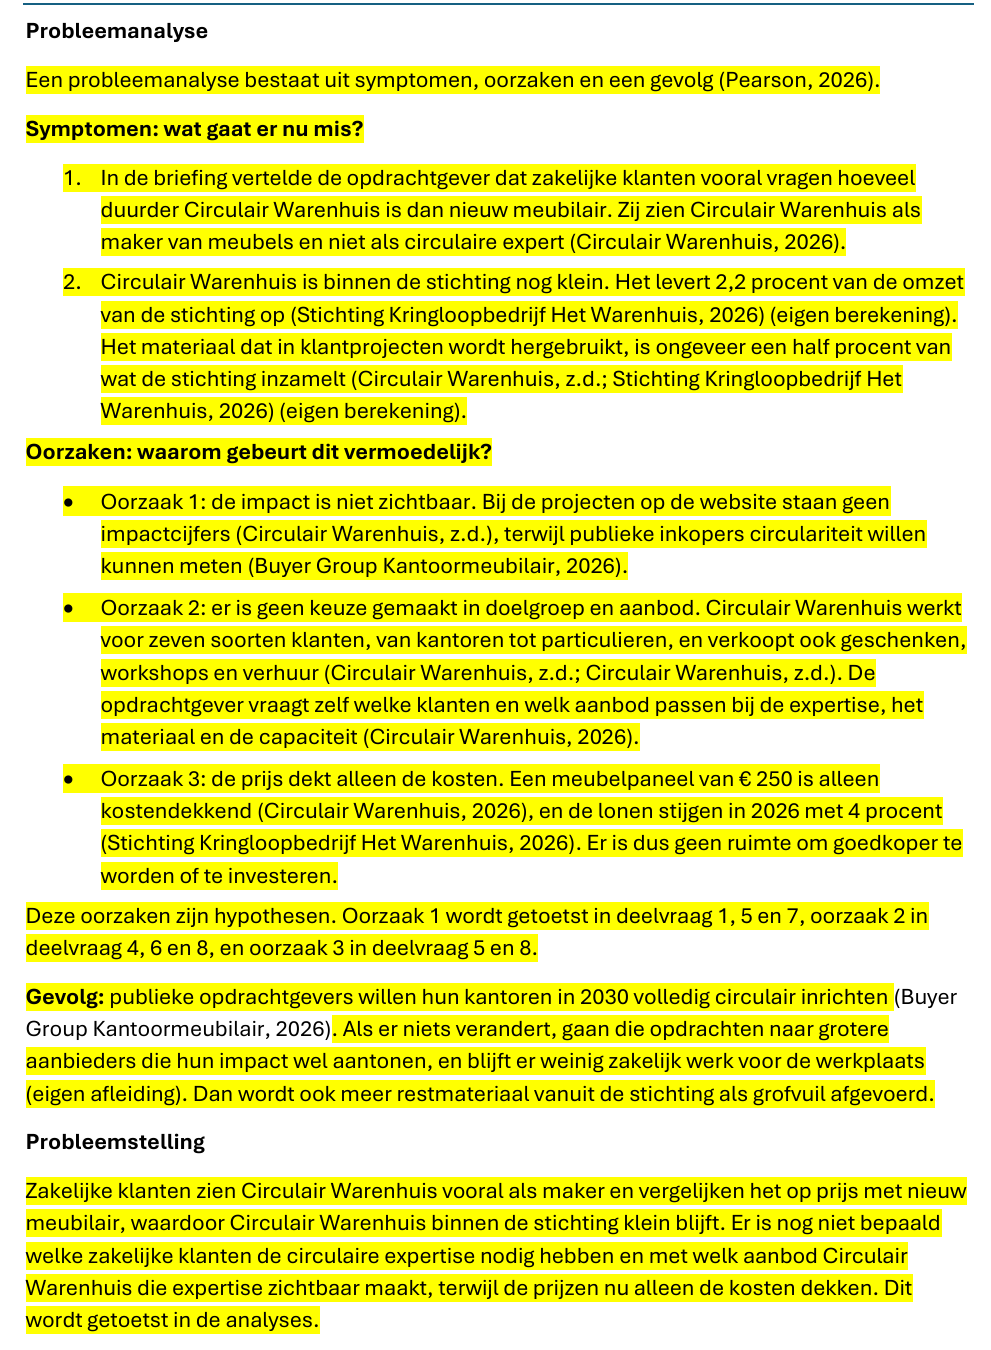 Probleemanalyse
Een probleemanalyse bestaat uit symptomen, oorzaken en een gevolg (Pearson, 2026).
Symptomen: wat gaat er nu mis?
1. In de briefing vertelde de opdrachtgever dat zakelijke klanten vooral vragen hoeveel
duurder Circulair Warenhuis is dan nieuw meubilair. Zij zien Circulair Warenhuis als
maker van meubels en niet als circulaire expert (Circulair Warenhuis, 2026).
2. Circulair Warenhuis is binnen de stichting nog klein. Het levert 2,2 procent van de omzet
van de stichting op (Stichting Kringloopbedrijf Het Warenhuis, 2026) (eigen berekening).
Het materiaal dat in klantprojecten wordt hergebruikt, is ongeveer een half procent van
wat de stichting inzamelt (Circulair Warenhuis, z.d.; Stichting Kringloopbedrijf Het
Warenhuis, 2026) (eigen berekening).
Oorzaken: waarom gebeurt dit vermoedelijk?
• Oorzaak 1: de impact is niet zichtbaar. Bij de projecten op de website staan geen
impactcijfers (Circulair Warenhuis, z.d.), terwijl publieke inkopers circulariteit willen
kunnen meten (Buyer Group Kantoormeubilair, 2026).
• Oorzaak 2: er is geen keuze gemaakt in doelgroep en aanbod. Circulair Warenhuis werkt
voor zeven soorten klanten, van kantoren tot particulieren, en verkoopt ook geschenken,
workshops en verhuur (Circulair Warenhuis, z.d.; Circulair Warenhuis, z.d.). De
opdrachtgever vraagt zelf welke klanten en welk aanbod passen bij de expertise, het
materiaal en de capaciteit (Circulair Warenhuis, 2026).
• Oorzaak 3: de prijs dekt alleen de kosten. Een meubelpaneel van € 250 is alleen
kostendekkend (Circulair Warenhuis, 2026), en de lonen stijgen in 2026 met 4 procent
(Stichting Kringloopbedrijf Het Warenhuis, 2026). Er is dus geen ruimte om goedkoper te
worden of te investeren.
Deze oorzaken zijn hypothesen. Oorzaak 1 wordt getoetst in deelvraag 1, 5 en 7, oorzaak 2 in
deelvraag 4, 6 en 8, en oorzaak 3 in deelvraag 5 en 8.
Gevolg: publieke opdrachtgevers willen hun kantoren in 2030 volledig circulair inrichten (Buyer
Group Kantoormeubilair, 2026). Als er niets verandert, gaan die opdrachten naar grotere
aanbieders die hun impact wel aantonen, en blijft er weinig zakelijk werk voor de werkplaats
(eigen afleiding). Dan wordt ook meer restmateriaal vanuit de stichting als grofvuil afgevoerd.
Probleemstelling
Zakelijke klanten zien Circulair Warenhuis vooral als maker en vergelijken het op prijs met nieuw
meubilair, waardoor Circulair Warenhuis binnen de stichting klein blijft. Er is nog niet bepaald
welke zakelijke klanten de circulaire expertise nodig hebben en met welk aanbod Circulair
Warenhuis die expertise zichtbaar maakt, terwijl de prijzen nu alleen de kosten dekken. Dit
wordt getoetst in de analyses.